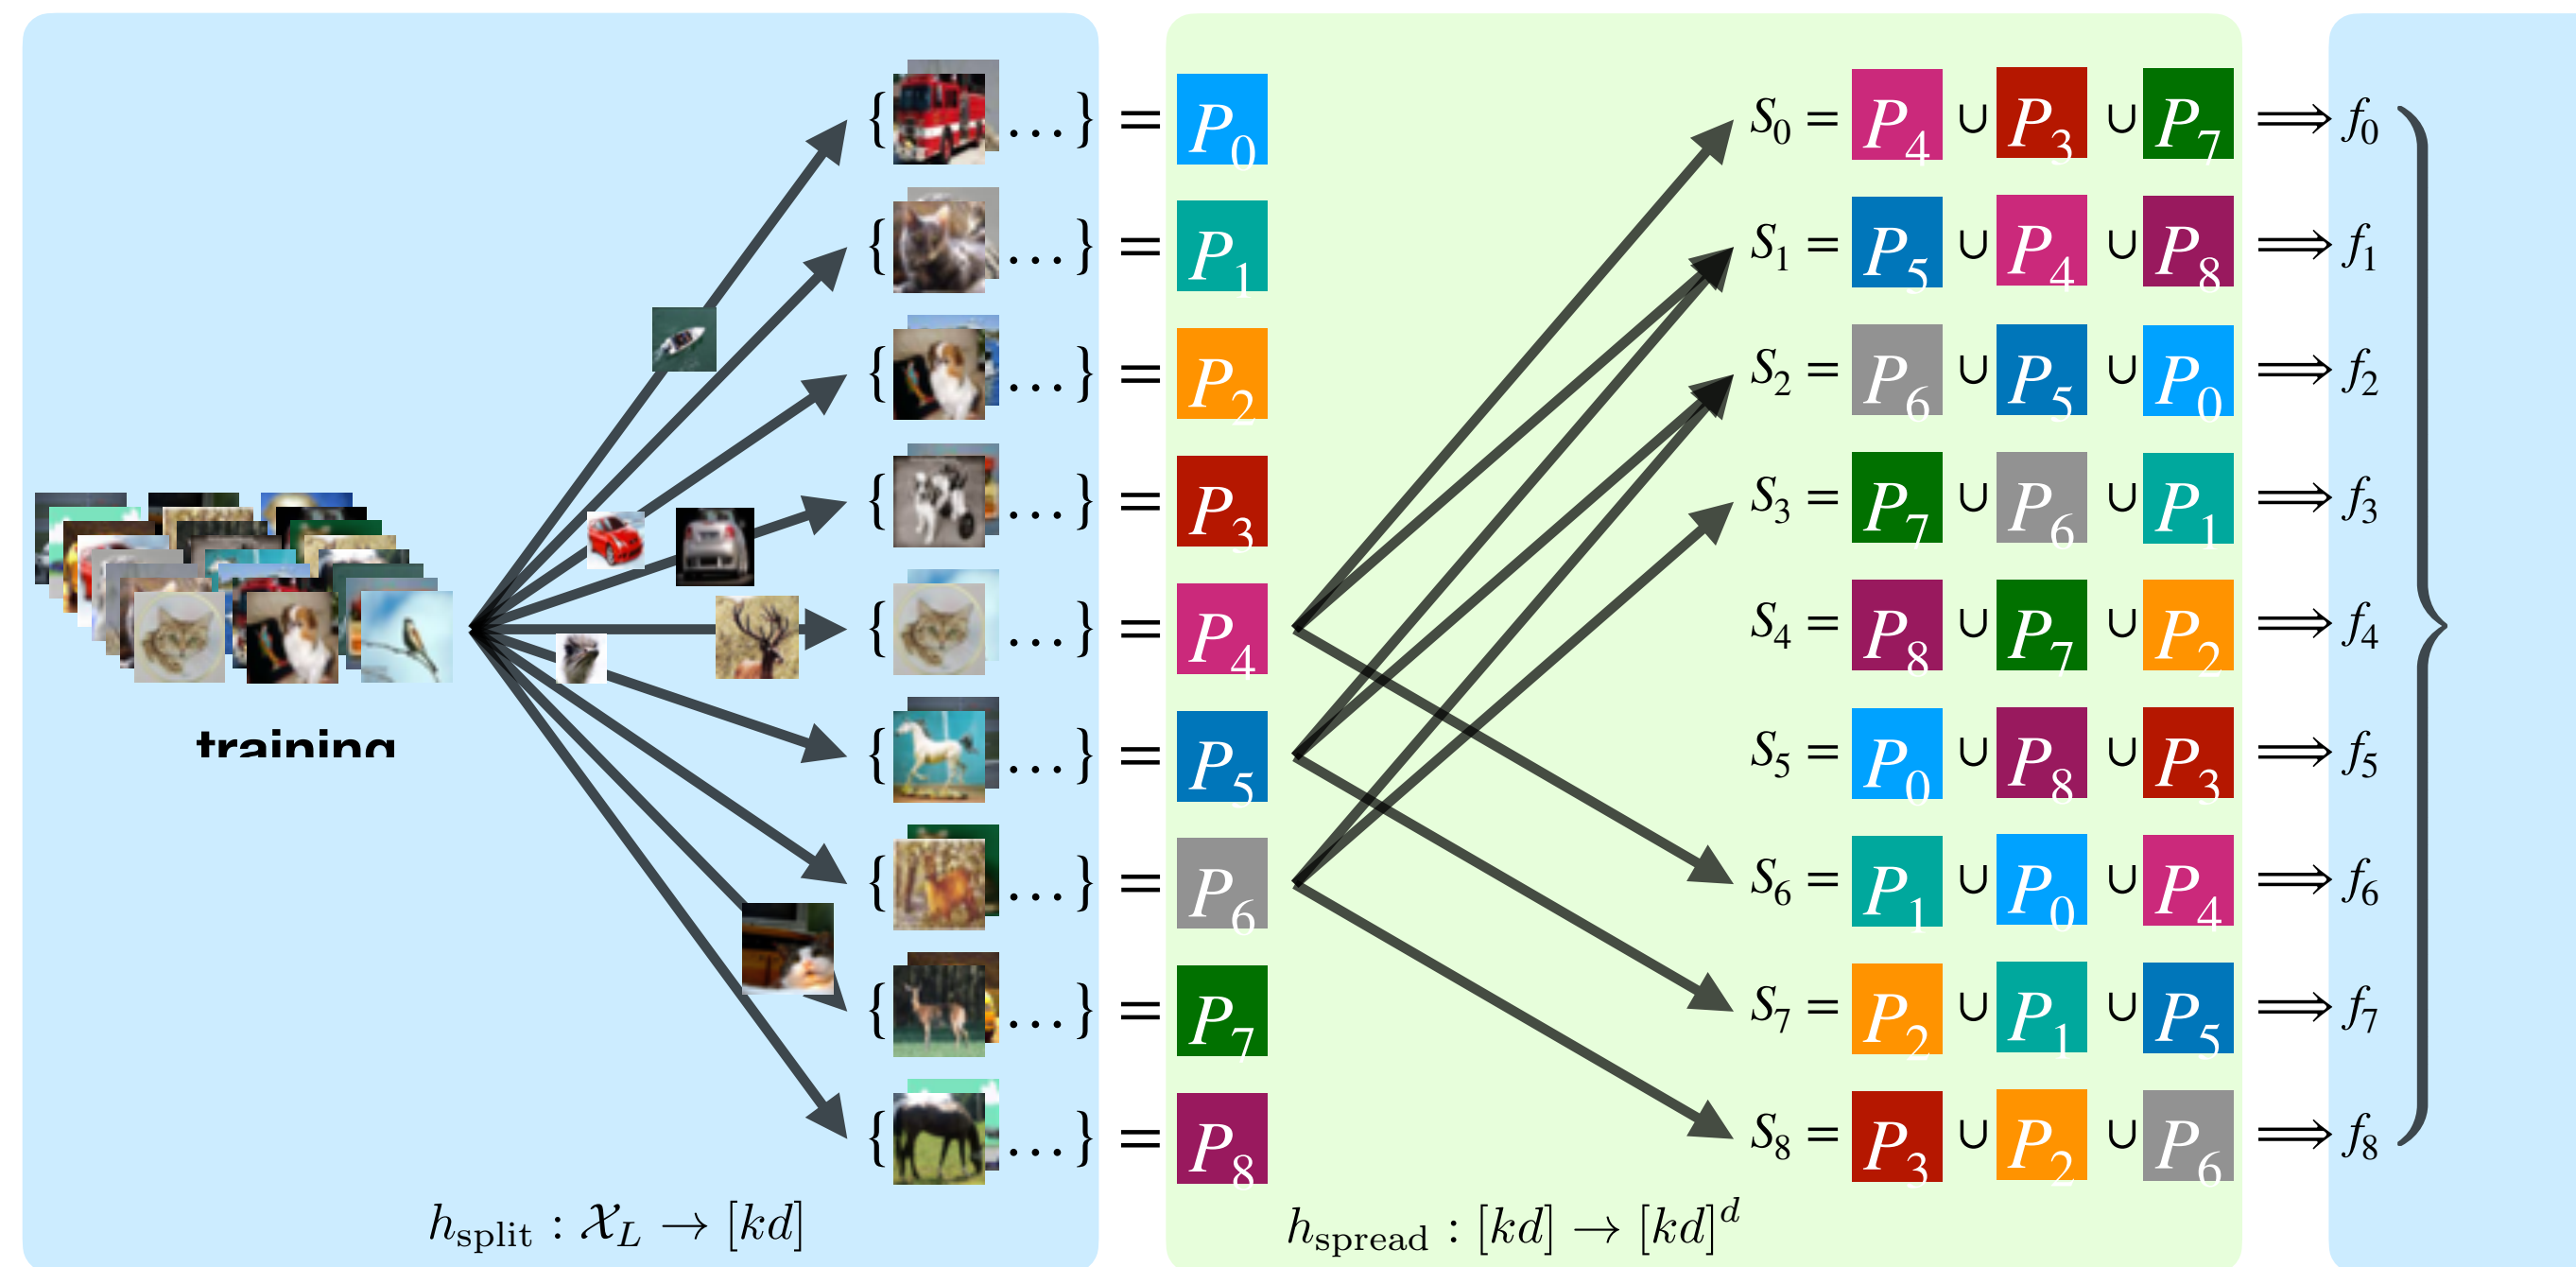 { … } = P₀
{ … } = P₁
{ … } = P₂
{ … } = P₃
{ … } = P₄
{ … } = P₅
{ … } = P₆
{ … } = P₇
{ … } = P₈
training
h_split : 𝒳_L → [kd]
S₀ = P₄ ∪ P₃ ∪ P₇ ⟹ f₀
S₁ = P₅ ∪ P₄ ∪ P₈ ⟹ f₁
S₂ = P₆ ∪ P₅ ∪ P₀ ⟹ f₂
S₃ = P₇ ∪ P₆ ∪ P₁ ⟹ f₃
S₄ = P₈ ∪ P₇ ∪ P₂ ⟹ f₄
S₅ = P₀ ∪ P₈ ∪ P₃ ⟹ f₅
S₆ = P₁ ∪ P₀ ∪ P₄ ⟹ f₆
S₇ = P₂ ∪ P₁ ∪ P₅ ⟹ f₇
S₈ = P₃ ∪ P₂ ∪ P₆ ⟹ f₈
h_spread : [kd] → [kd]^d